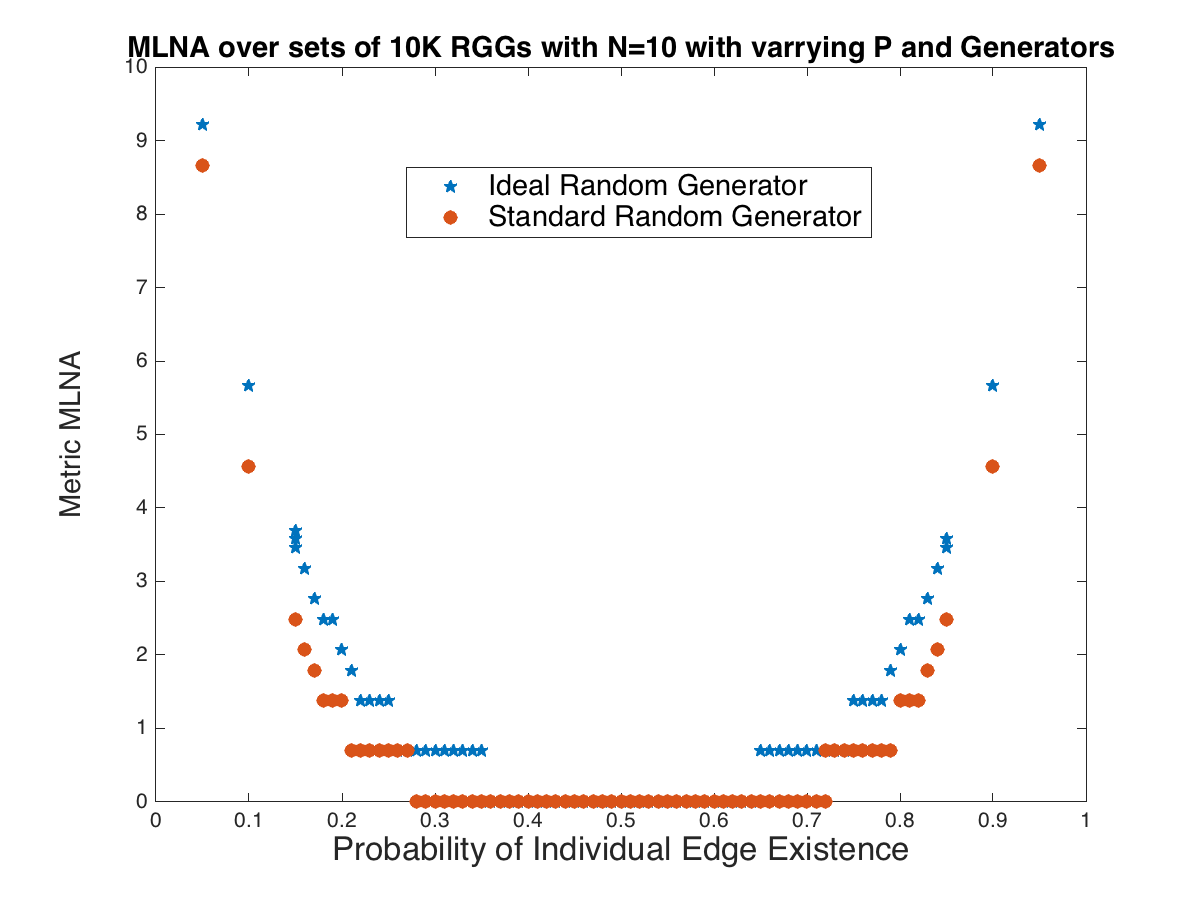 MLNA over sets of 10K RGGs with N=10 with varrying P and Generators
10
9
8
7
6
5
4
3
2
1
0
Metric MLNA
Ideal Random Generator
Standard Random Generator
0 0.1 0.2 0.3 0.4 0.5 0.6 0.7 0.8 0.9 1
Probability of Individual Edge Existence